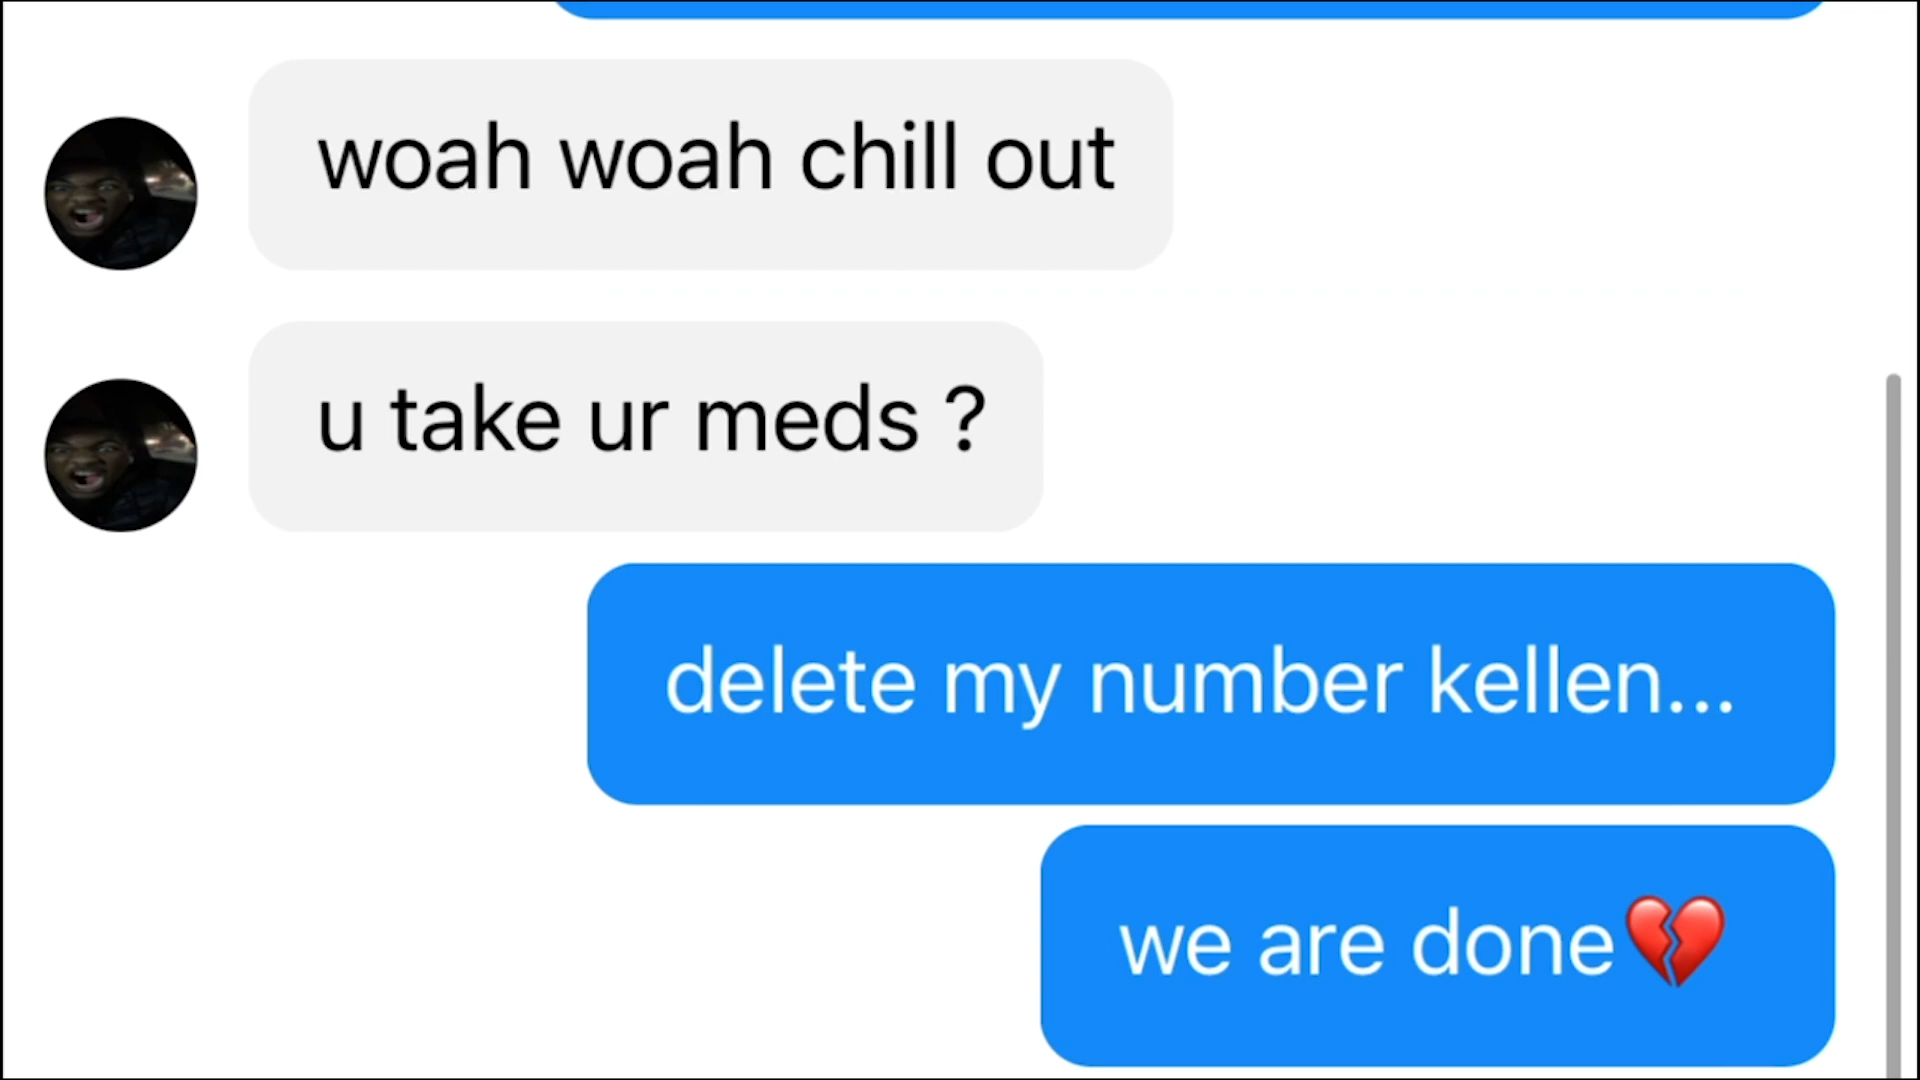 woah woah chill out
u take ur meds ?
delete my number kellen...
we are done💔